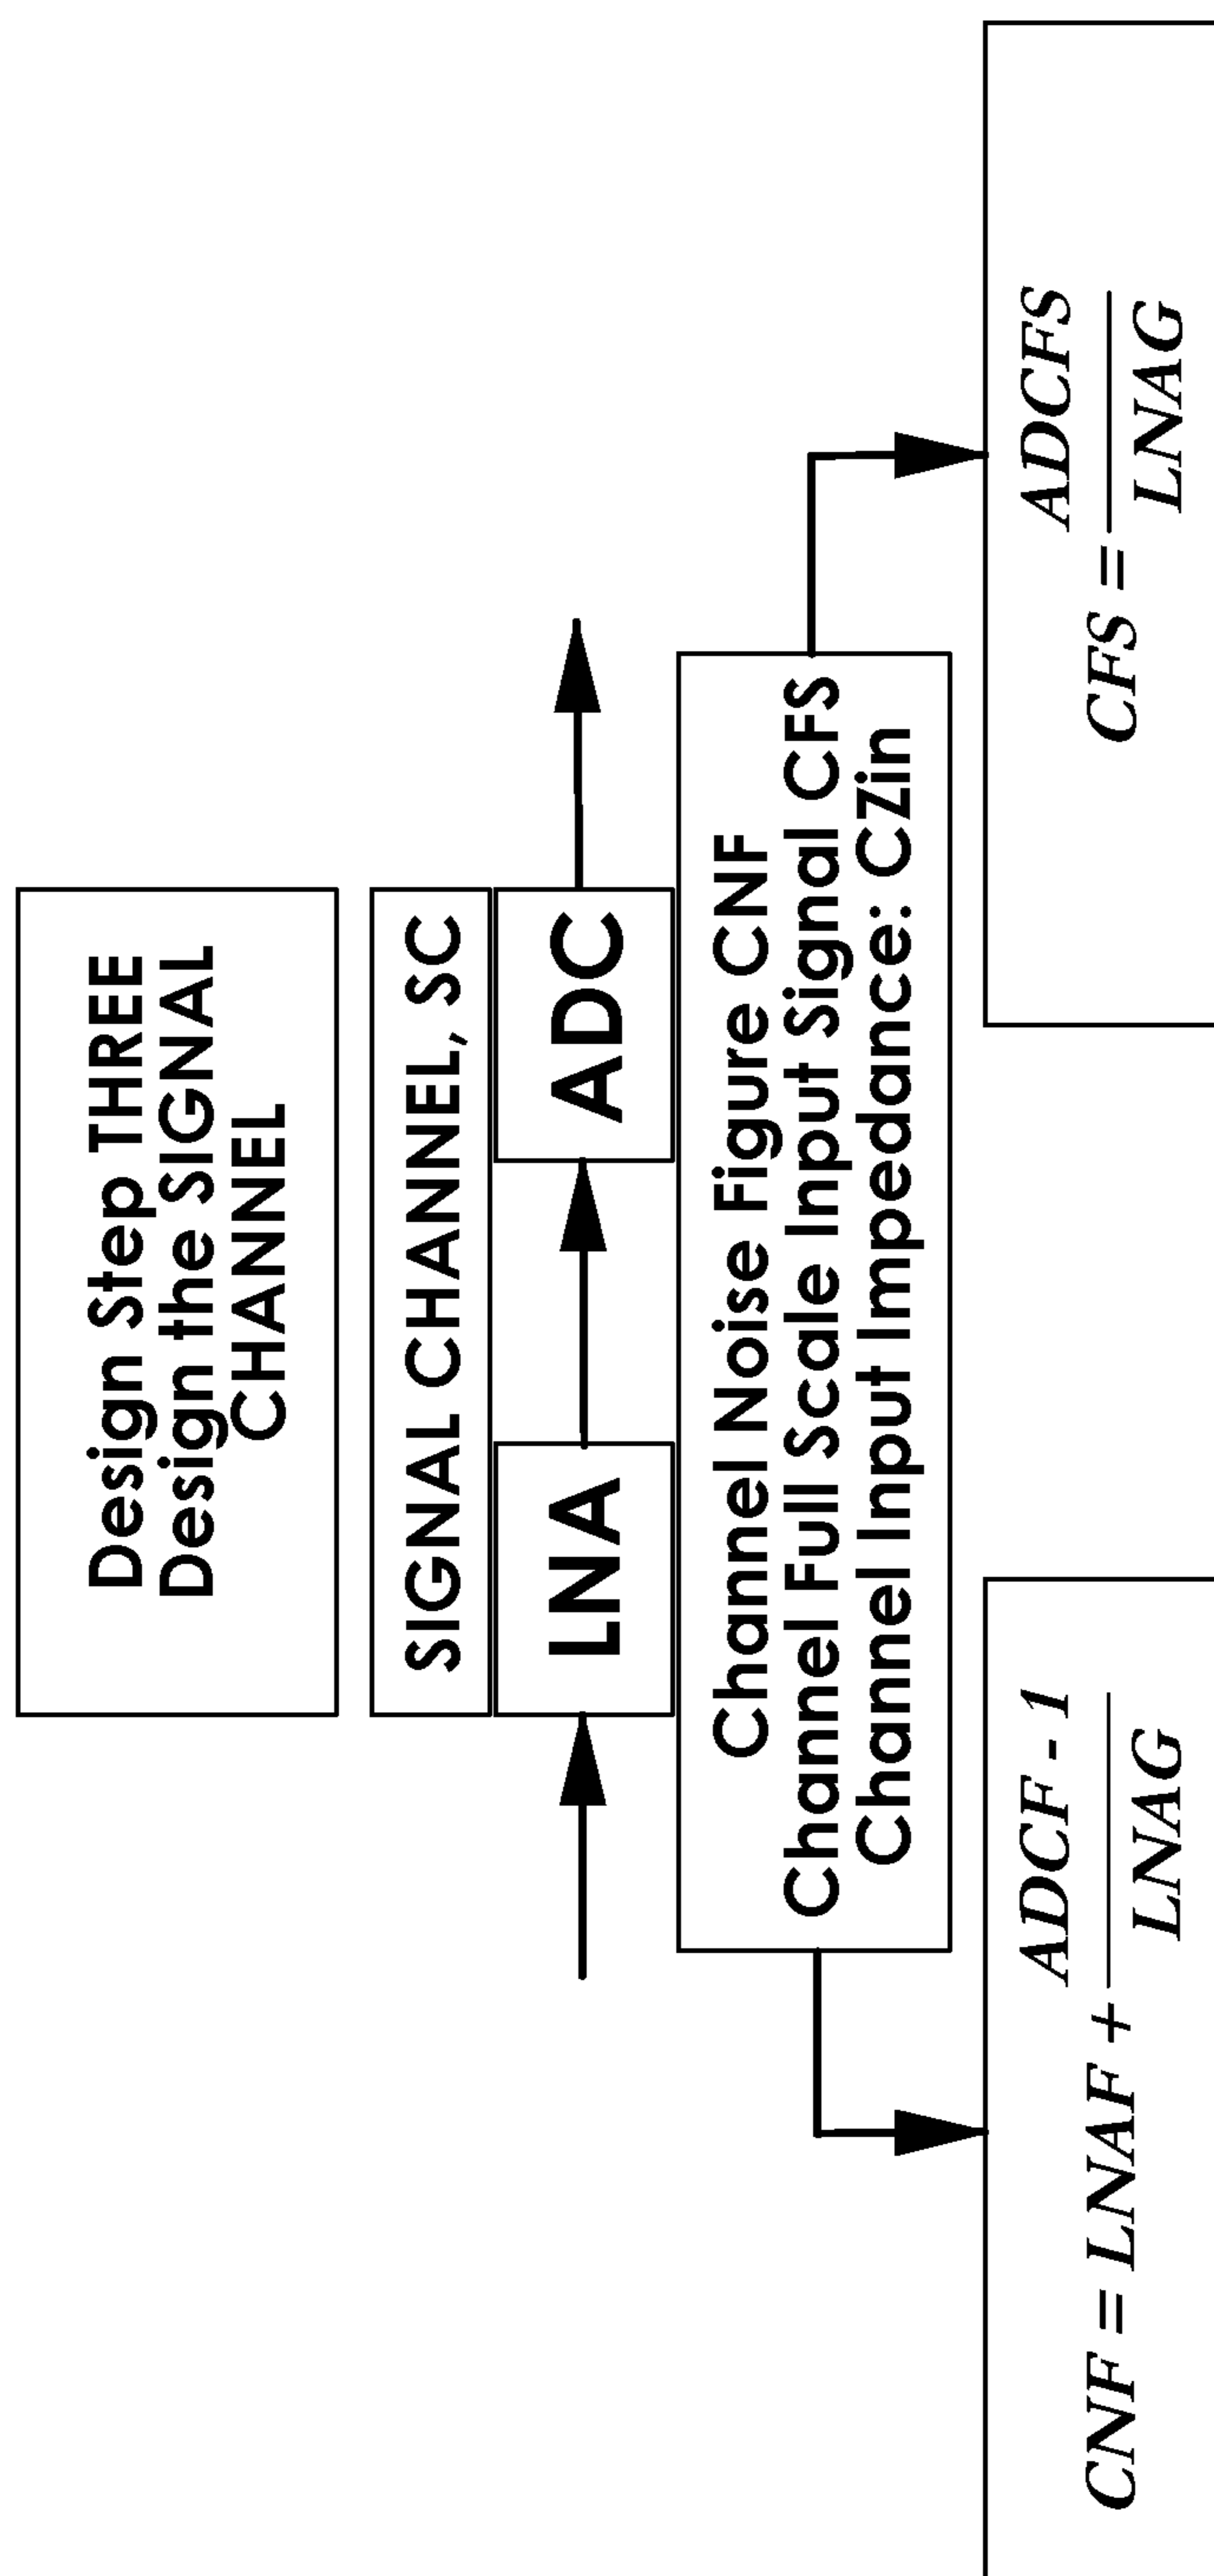 Design Step THREE
Design the SIGNAL
CHANNEL
SIGNAL CHANNEL, SC
LNA
ADC
Channel Noise Figure CNF
Channel Full Scale Input Signal CFS
Channel Input Impedance: CZin
CNF = LNAF + ADCF - 1 / LNAG
CFS = ADCFS / LNAG